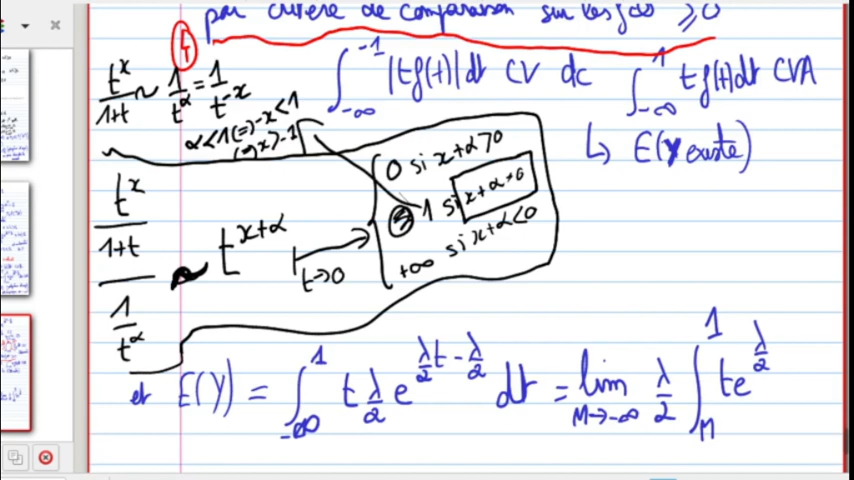 par critère de comparaison sur les fcts ≥0
4
t^x/(1+t) ~ 1/t^α = 1/t^-x
α<1 (=) -x<1
(=) x>-1
∫_{-∞}^{-1} |tf(t)|dt CV dc ∫_{-∞}^{1} tf(t)dt CVA
↳ E(Y existe)
(t^x/(1+t)) / (1/t^α) ~ t^{x+α} ⟼ t→0
{ 0 si x+α>0
1 si x+α=0
+∞ si x+α<0
et E(Y) = ∫_{-∞}^{1} t λ/2 e^{λ/2 t - λ/2} dt = lim_{M→-∞} λ/2 ∫_{M}^{1} t e^{λ/2}